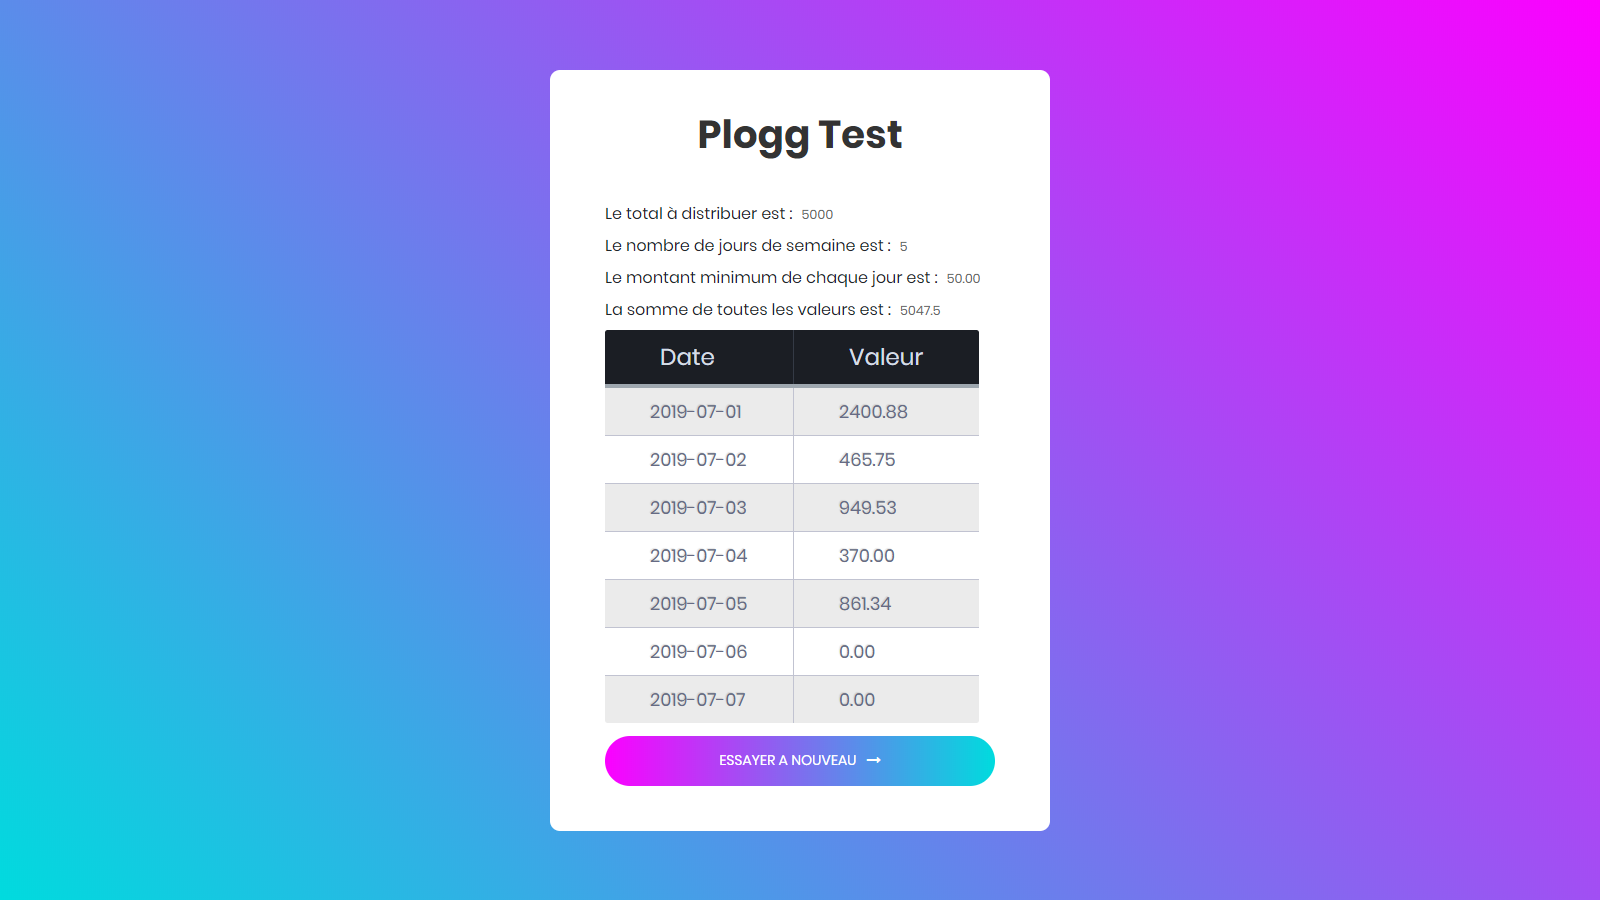 Plogg Test
Le total à distribuer est : 5000
Le nombre de jours de semaine est : 5
Le montant minimum de chaque jour est : 50.00
La somme de toutes les valeurs est : 5047.5
Date Valeur
2019-07-01 2400.88
2019-07-02 465.75
2019-07-03 949.53
2019-07-04 370.00
2019-07-05 861.34
2019-07-06 0.00
2019-07-07 0.00
ESSAYER A NOUVEAU →